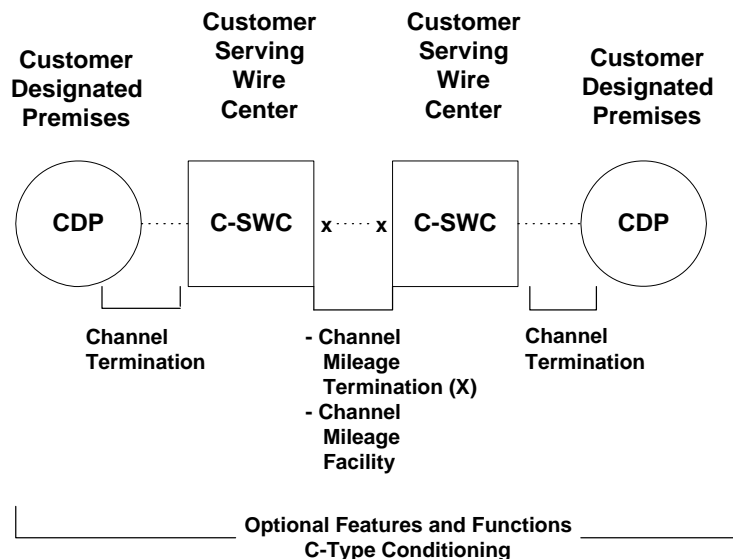 Customer
Designated
Premises
Customer
Serving
Wire
Center
Customer
Serving
Wire
Center
Customer
Designated
Premises
CDP
C-SWC
x
x
C-SWC
CDP
Channel
Termination
- Channel
Mileage
Termination (X)
- Channel
Mileage
Facility
Channel
Termination
Optional Features and Functions
C-Type Conditioning